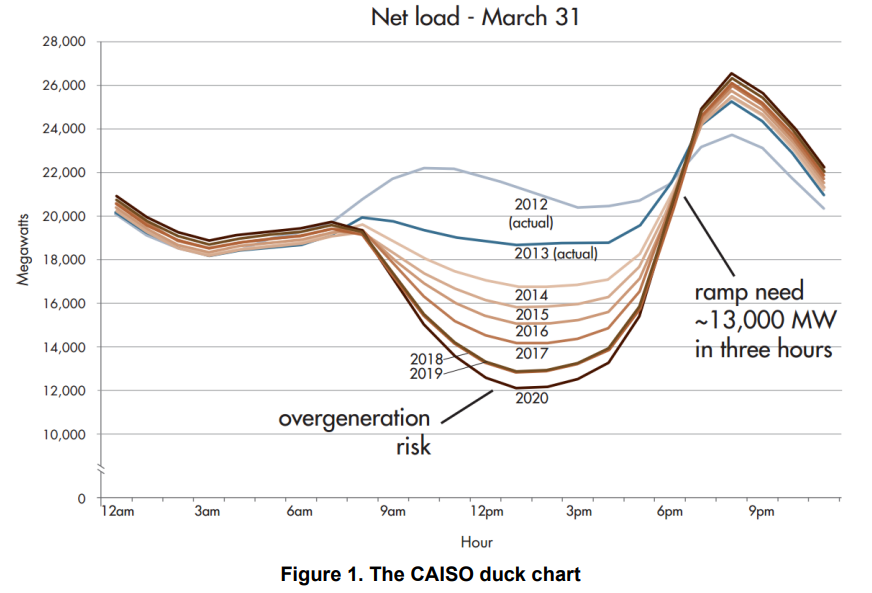 Net load - March 31
28,000
26,000
24,000
22,000
20,000
18,000
16,000
14,000
12,000
10,000
0
Megawatts
2012
(actual)
2013 (actual)
2014
2015
2016
2017
2018
2019
2020
overgeneration
risk
ramp need
~13,000 MW
in three hours
12am
3am
6am
9am
12pm
3pm
6pm
9pm
Hour
Figure 1. The CAISO duck chart